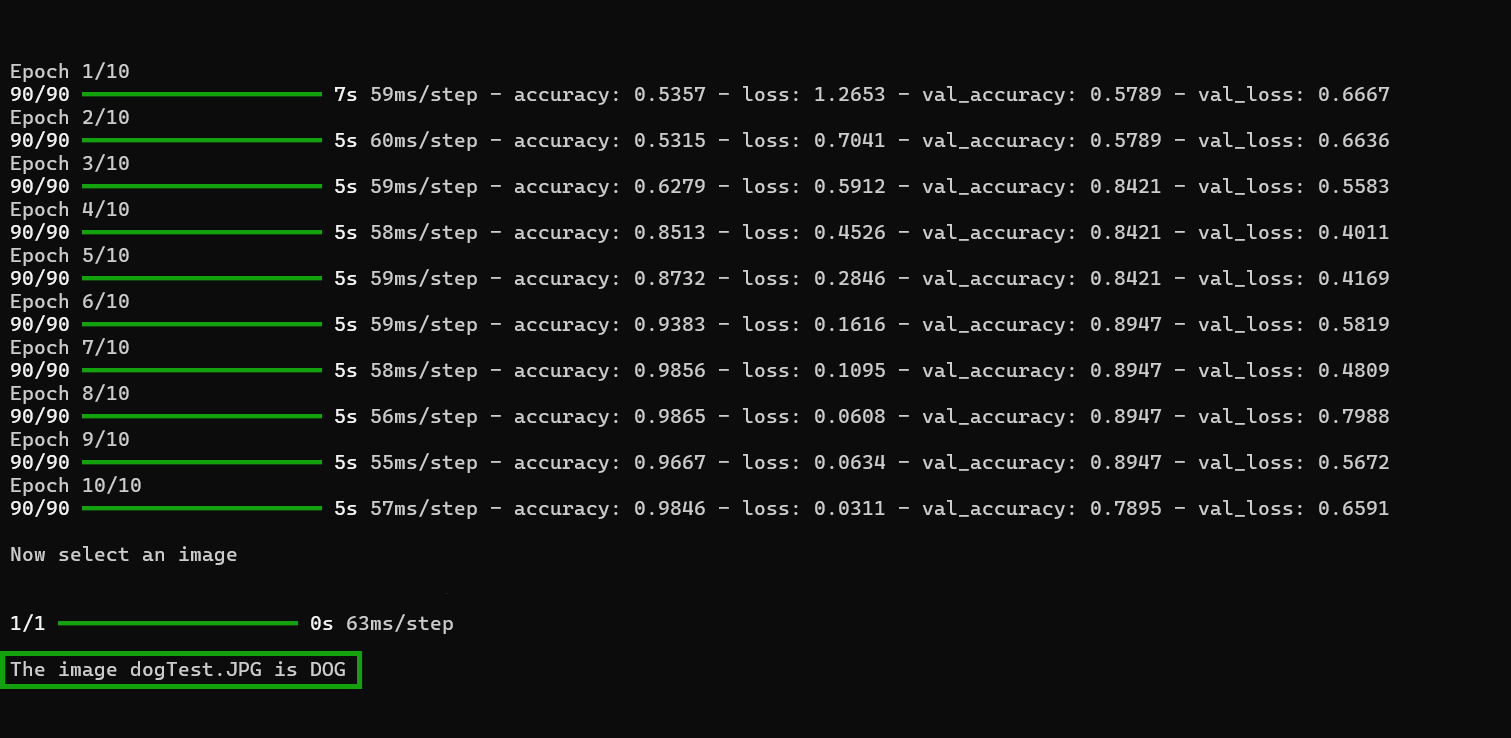 Epoch 1/10
90/90 7s 59ms/step - accuracy: 0.5357 - loss: 1.2653 - val_accuracy: 0.5789 - val_loss: 0.6667
Epoch 2/10
90/90 5s 60ms/step - accuracy: 0.5315 - loss: 0.7041 - val_accuracy: 0.5789 - val_loss: 0.6636
Epoch 3/10
90/90 5s 59ms/step - accuracy: 0.6279 - loss: 0.5912 - val_accuracy: 0.8421 - val_loss: 0.5583
Epoch 4/10
90/90 5s 58ms/step - accuracy: 0.8513 - loss: 0.4526 - val_accuracy: 0.8421 - val_loss: 0.4011
Epoch 5/10
90/90 5s 59ms/step - accuracy: 0.8732 - loss: 0.2846 - val_accuracy: 0.8421 - val_loss: 0.4169
Epoch 6/10
90/90 5s 59ms/step - accuracy: 0.9383 - loss: 0.1616 - val_accuracy: 0.8947 - val_loss: 0.5819
Epoch 7/10
90/90 5s 58ms/step - accuracy: 0.9856 - loss: 0.1095 - val_accuracy: 0.8947 - val_loss: 0.4809
Epoch 8/10
90/90 5s 56ms/step - accuracy: 0.9865 - loss: 0.0608 - val_accuracy: 0.8947 - val_loss: 0.7988
Epoch 9/10
90/90 5s 55ms/step - accuracy: 0.9667 - loss: 0.0634 - val_accuracy: 0.8947 - val_loss: 0.5672
Epoch 10/10
90/90 5s 57ms/step - accuracy: 0.9846 - loss: 0.0311 - val_accuracy: 0.7895 - val_loss: 0.6591
Now select an image
1/1 0s 63ms/step
The image dogTest.JPG is DOG